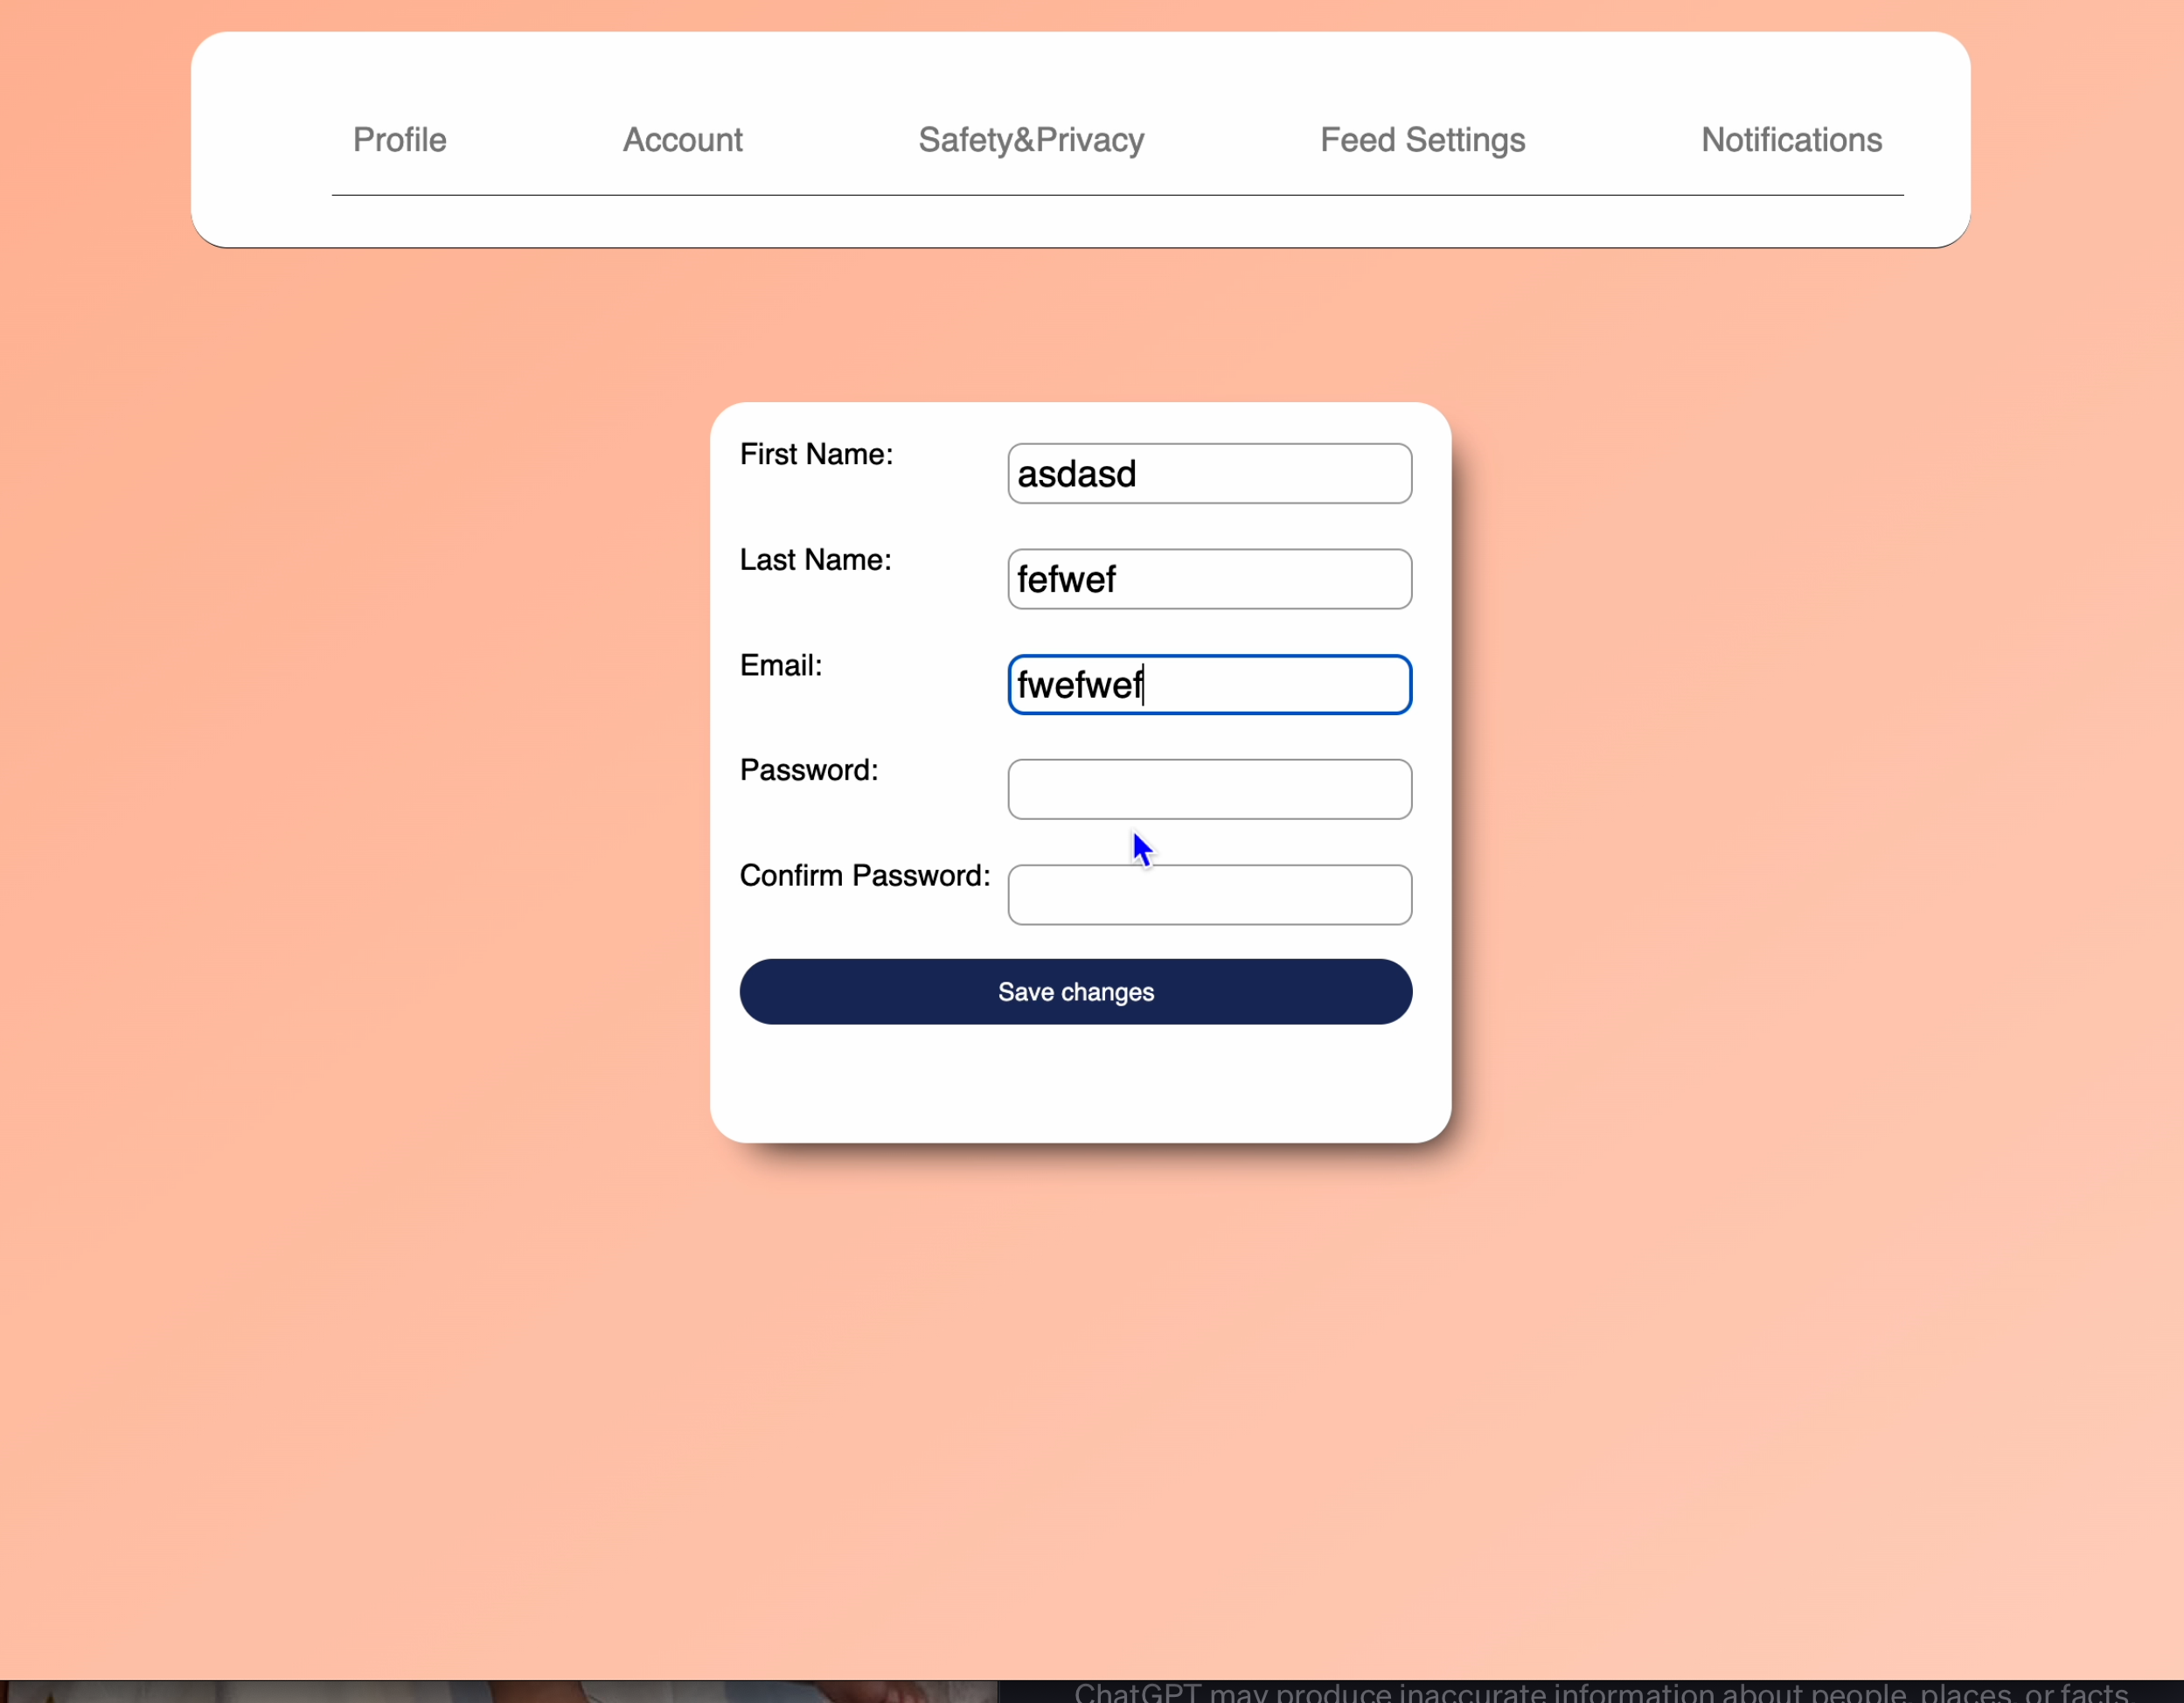 Profile Account Safety&Privacy Feed Settings Notifications
First Name: asdasd
Last Name: fefwef
Email: fwefwef
Password:
Confirm Password:
Save changes
ChatGPT may produce inaccurate information about people, places, or facts